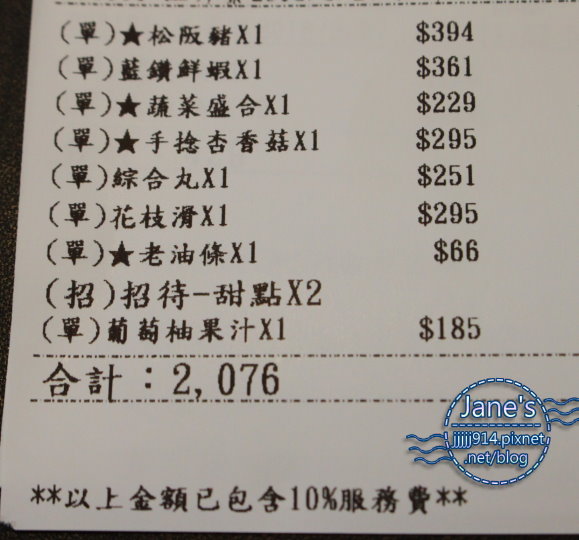 (單)★松阪豬X1 $394
(單)藍鑽鮮蝦X1 $361
(單)★蔬菜盛合X1 $229
(單)★手捻杏香菇X1 $295
(單)綜合丸X1 $251
(單)花枝滑X1 $295
(單)★老油條X1 $66
(招)招待-甜點X2
(單)葡萄柚果汁X1 $185
合計：2,076
Jane's
jjjjj914.pixnet
.net/blog
**以上金額已包含10%服務費**